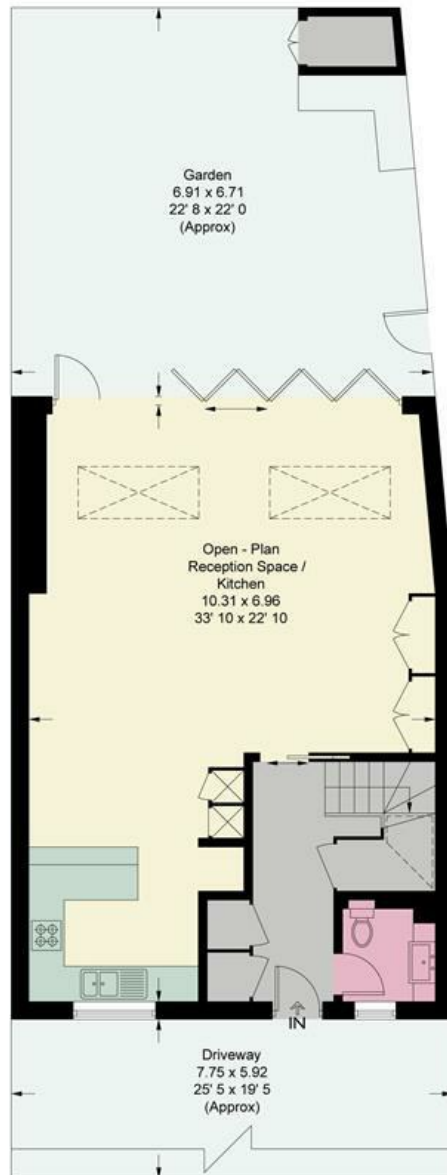 Garden
6.91 x 6.71
22' 8 x 22' 0
(Approx)
Open - Plan
Reception Space /
Kitchen
10.31 x 6.96
33' 10 x 22' 10
IN
Driveway
7.75 x 5.92
25' 5 x 19' 5
(Approx)